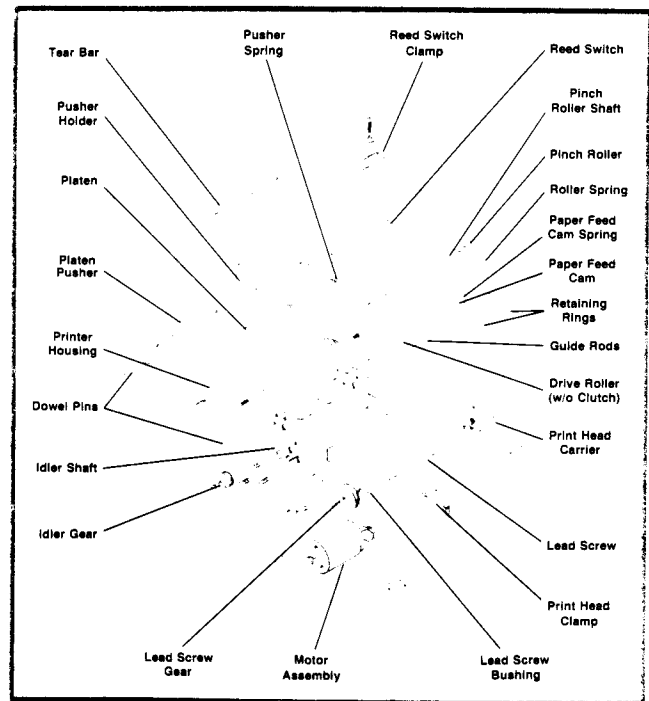 Pusher
Spring
Reed Switch
Clamp
Tear Bar
Reed Switch
Pusher
Holder
Pinch
Roller Shaft
Platen
Pinch Roller
Roller Spring
Paper Feed
Cam Spring
Platen
Pusher
Paper Feed
Cam
Retaining
Rings
Printer
Housing
Guide Rods
Drive Roller
(w/o Clutch)
Dowel Pins
Print Head
Carrier
Idler Shaft
Idler Gear
Lead Screw
Print Head
Clamp
Lead Screw
Gear
Motor
Assembly
Lead Screw
Bushing